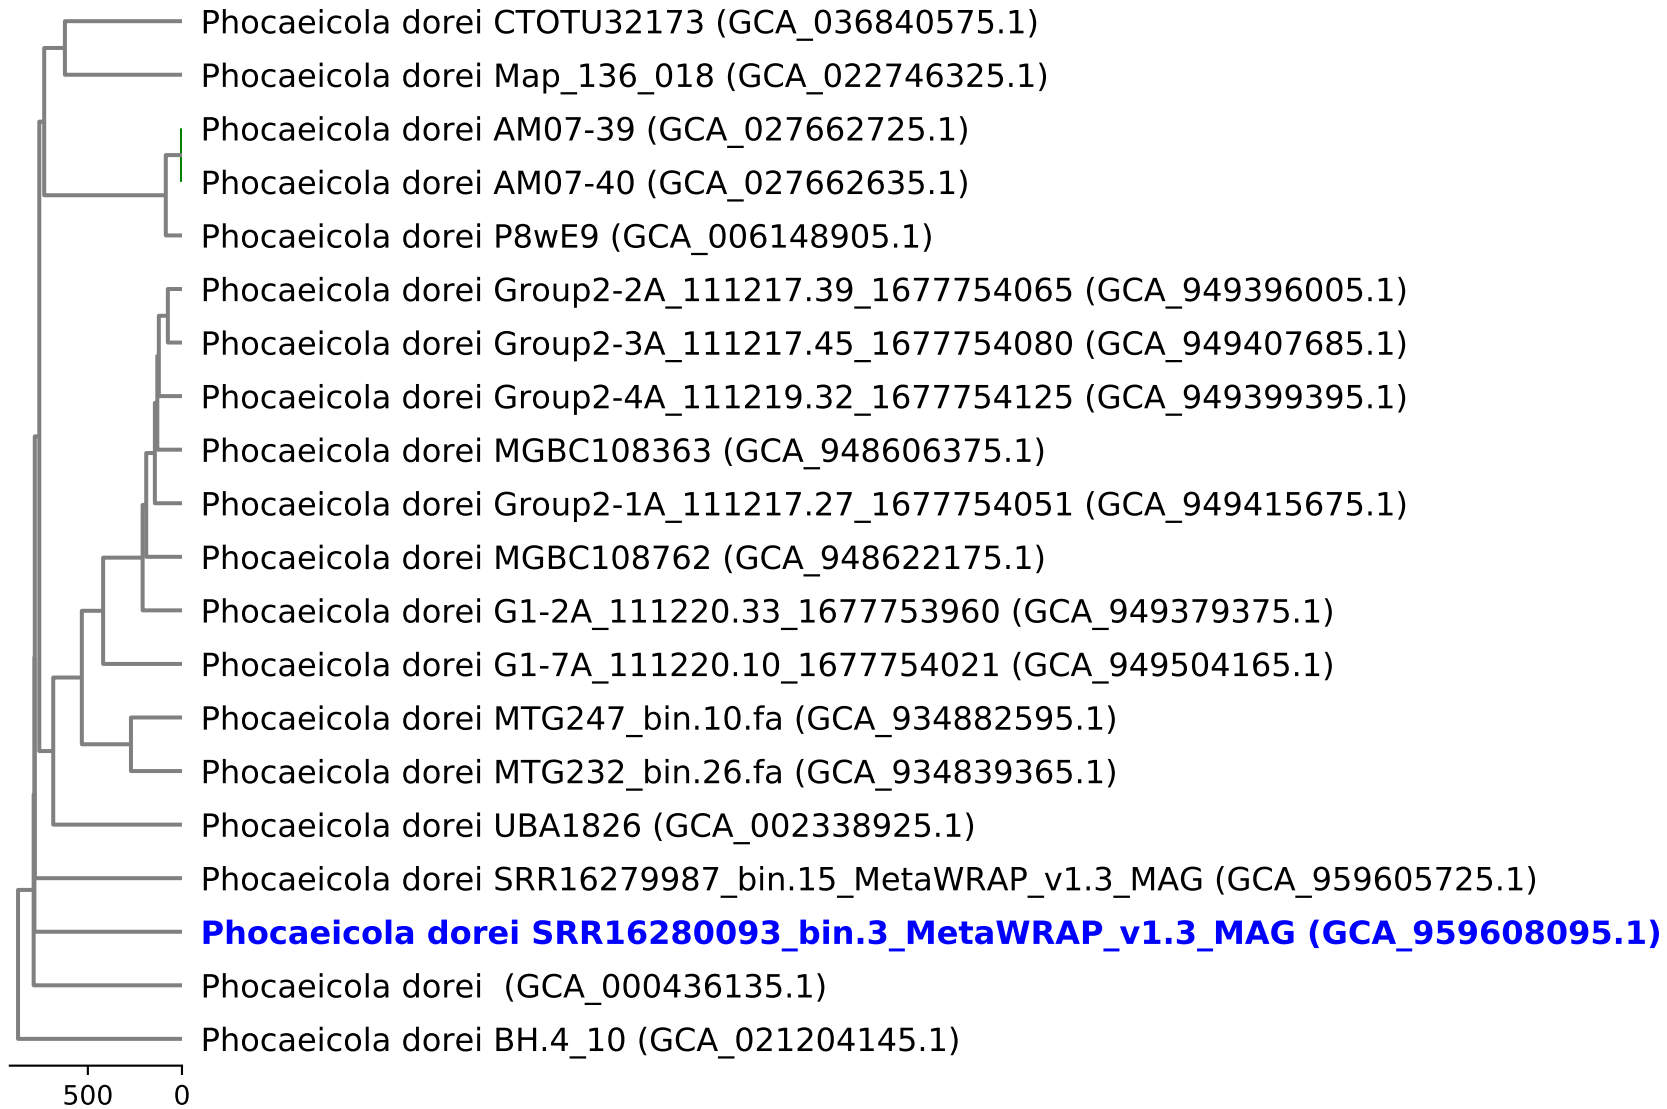 Phocaeicola dorei CTOTU32173 (GCA_036840575.1)
Phocaeicola dorei Map_136_018 (GCA_022746325.1)
Phocaeicola dorei AM07-39 (GCA_027662725.1)
Phocaeicola dorei AM07-40 (GCA_027662635.1)
Phocaeicola dorei P8wE9 (GCA_006148905.1)
Phocaeicola dorei Group2-2A_111217.39_1677754065 (GCA_949396005.1)
Phocaeicola dorei Group2-3A_111217.45_1677754080 (GCA_949407685.1)
Phocaeicola dorei Group2-4A_111219.32_1677754125 (GCA_949399395.1)
Phocaeicola dorei MGBC108363 (GCA_948606375.1)
Phocaeicola dorei Group2-1A_111217.27_1677754051 (GCA_949415675.1)
Phocaeicola dorei MGBC108762 (GCA_948622175.1)
Phocaeicola dorei G1-2A_111220.33_1677753960 (GCA_949379375.1)
Phocaeicola dorei G1-7A_111220.10_1677754021 (GCA_949504165.1)
Phocaeicola dorei MTG247_bin.10.fa (GCA_934882595.1)
Phocaeicola dorei MTG232_bin.26.fa (GCA_934839365.1)
Phocaeicola dorei UBA1826 (GCA_002338925.1)
Phocaeicola dorei SRR16279987_bin.15_MetaWRAP_v1.3_MAG (GCA_959605725.1)
Phocaeicola dorei SRR16280093_bin.3_MetaWRAP_v1.3_MAG (GCA_959608095.1)
Phocaeicola dorei  (GCA_000436135.1)
Phocaeicola dorei BH.4_10 (GCA_021204145.1)
500 0